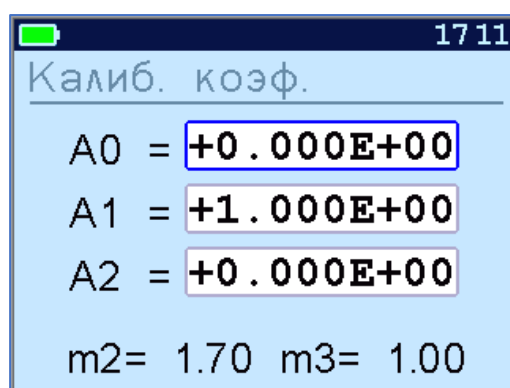 17 11
Калиб. коэф.
A0 = +0.000E+00
A1 = +1.000E+00
A2 = +0.000E+00
m2= 1.70 m3= 1.00